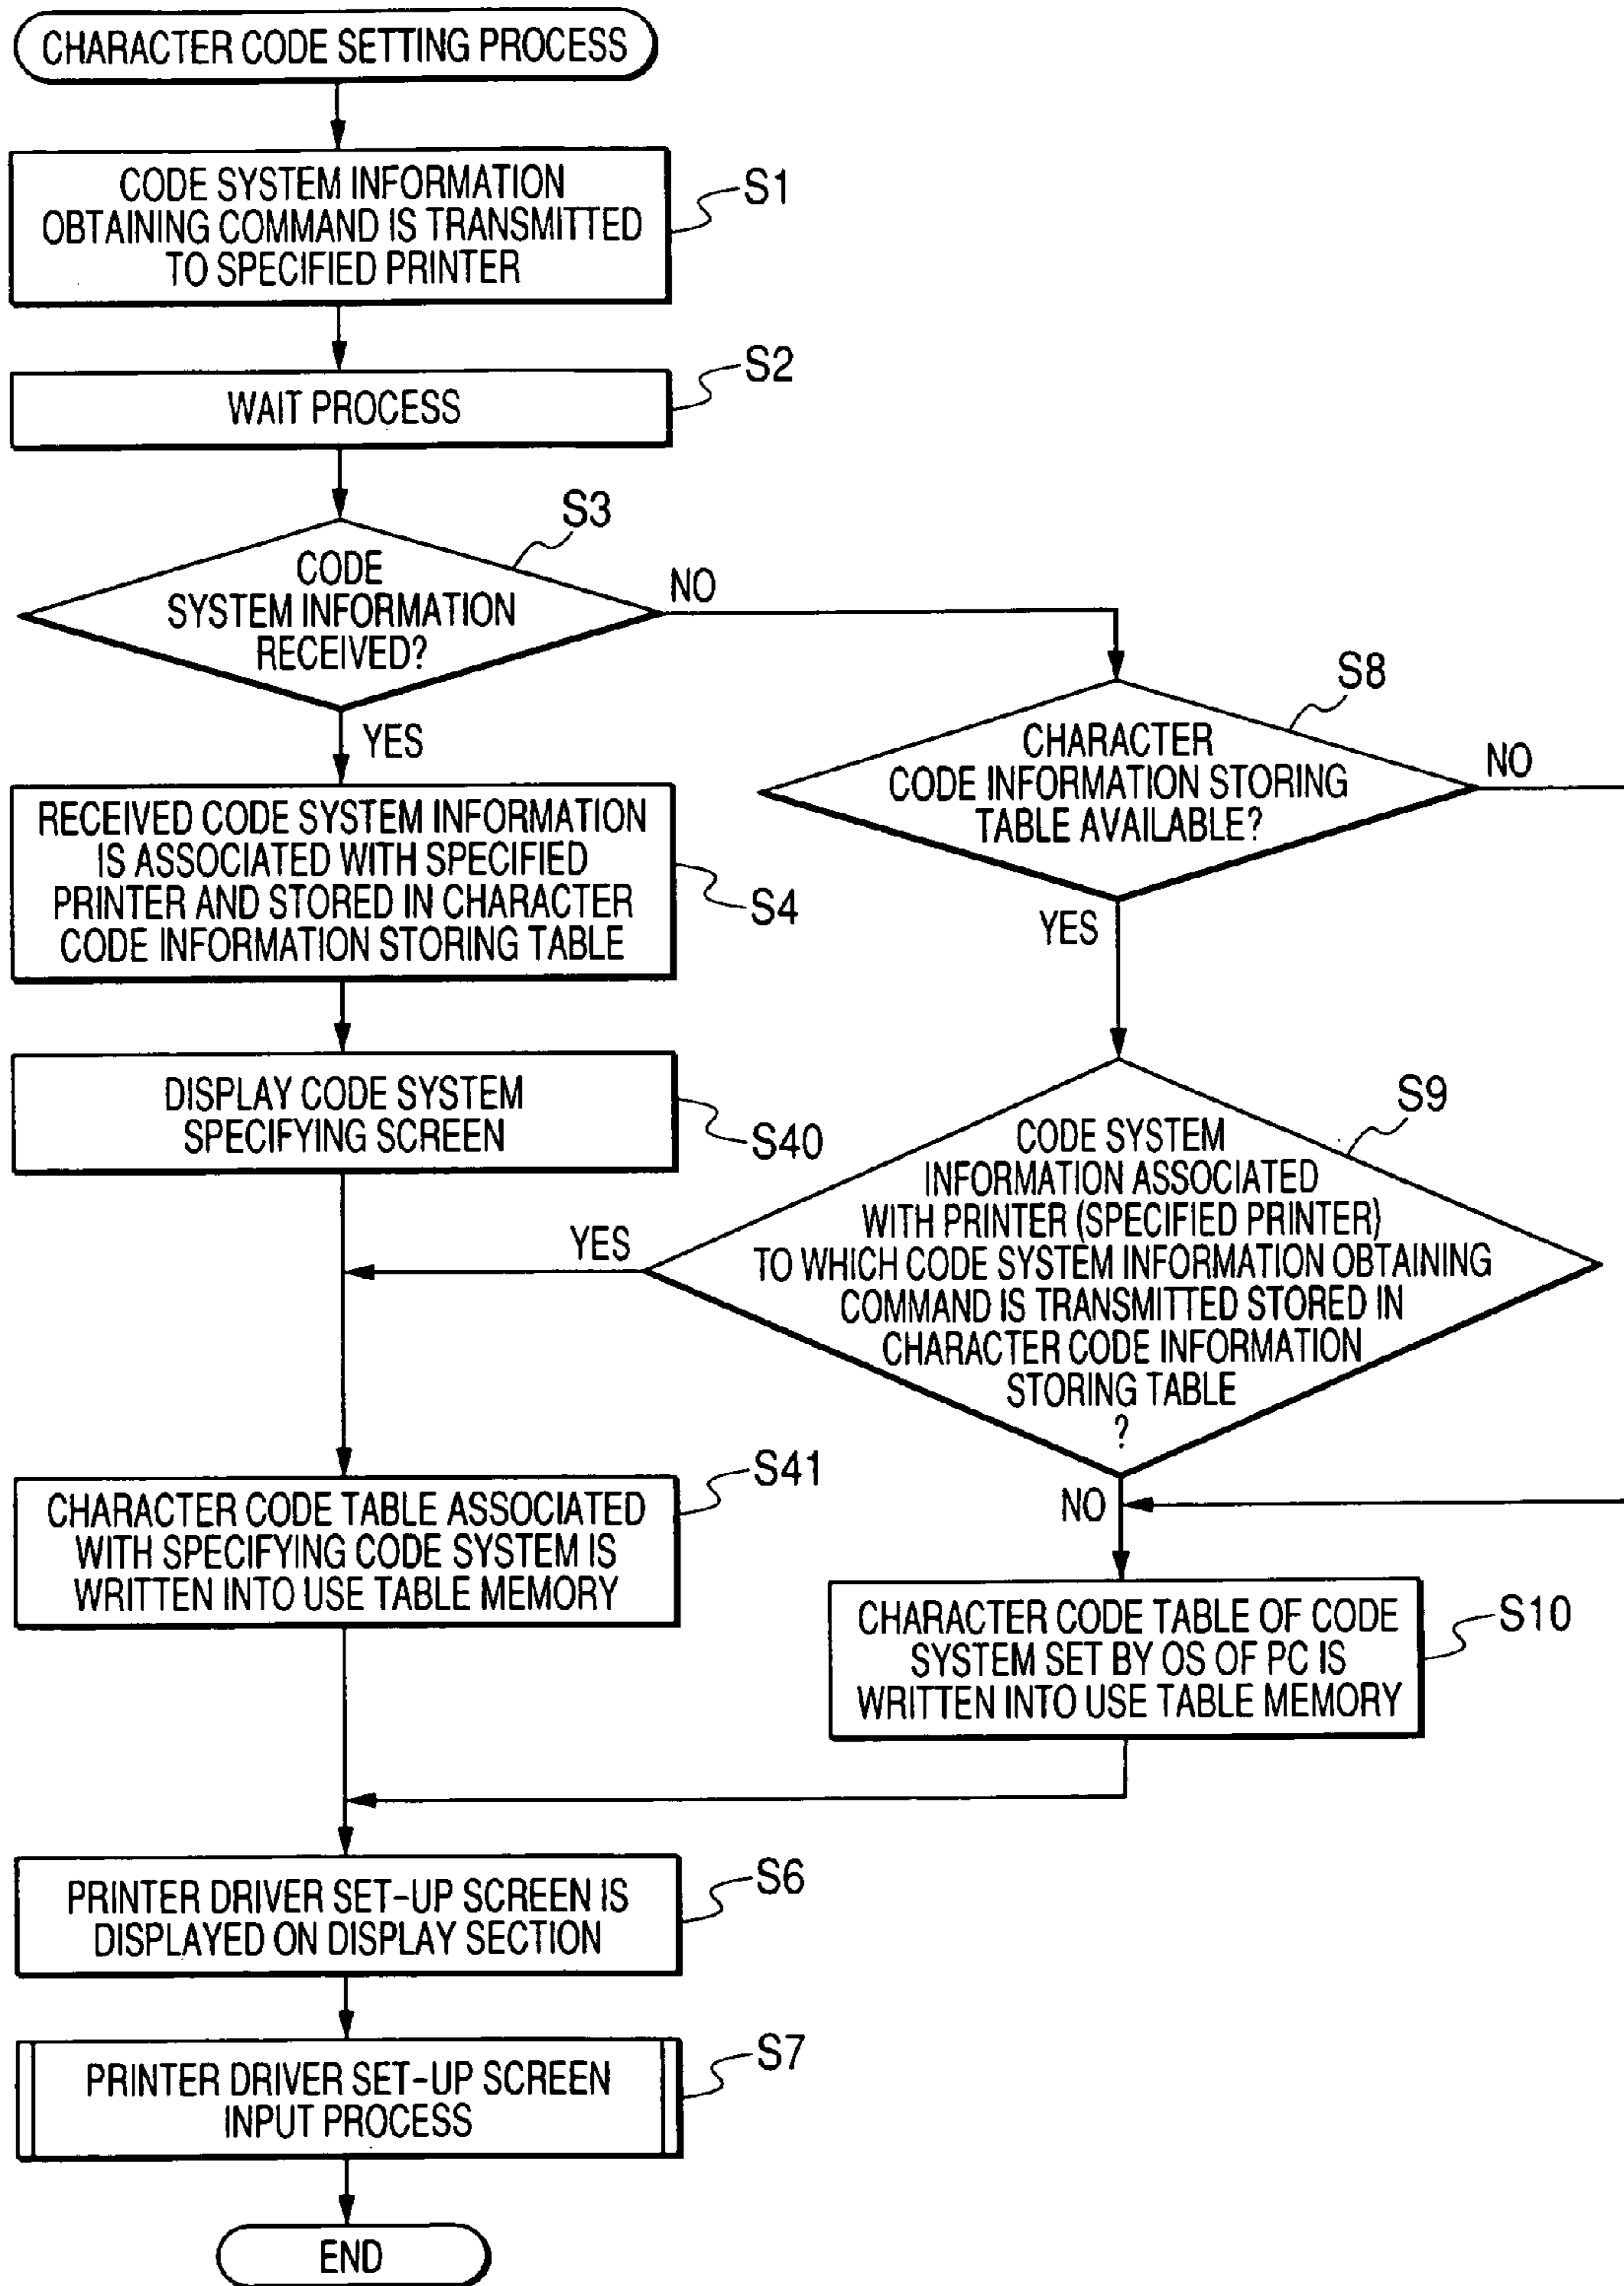 CHARACTER CODE SETTING PROCESS
CODE SYSTEM INFORMATION
OBTAINING COMMAND IS TRANSMITTED
TO SPECIFIED PRINTER
S1
WAIT PROCESS
S2
CODE
SYSTEM INFORMATION
RECEIVED?
S3
NO
YES
CHARACTER
CODE INFORMATION STORING
TABLE AVAILABLE?
S8
NO
YES
RECEIVED CODE SYSTEM INFORMATION
IS ASSOCIATED WITH SPECIFIED
PRINTER AND STORED IN CHARACTER
CODE INFORMATION STORING TABLE
S4
DISPLAY CODE SYSTEM
SPECIFYING SCREEN
S40
CODE SYSTEM
INFORMATION ASSOCIATED
WITH PRINTER (SPECIFIED PRINTER)
TO WHICH CODE SYSTEM INFORMATION OBTAINING
COMMAND IS TRANSMITTED STORED IN
CHARACTER CODE INFORMATION
STORING TABLE
?
S9
YES
NO
CHARACTER CODE TABLE ASSOCIATED
WITH SPECIFYING CODE SYSTEM IS
WRITTEN INTO USE TABLE MEMORY
S41
CHARACTER CODE TABLE OF CODE
SYSTEM SET BY OS OF PC IS
WRITTEN INTO USE TABLE MEMORY
S10
PRINTER DRIVER SET-UP SCREEN IS
DISPLAYED ON DISPLAY SECTION
S6
PRINTER DRIVER SET-UP SCREEN
INPUT PROCESS
S7
END